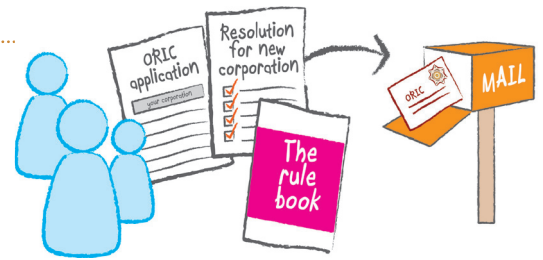 ORIC
application
your corporation
Resolution
for new
corporation
The
rule
book
ORIC
MAIL